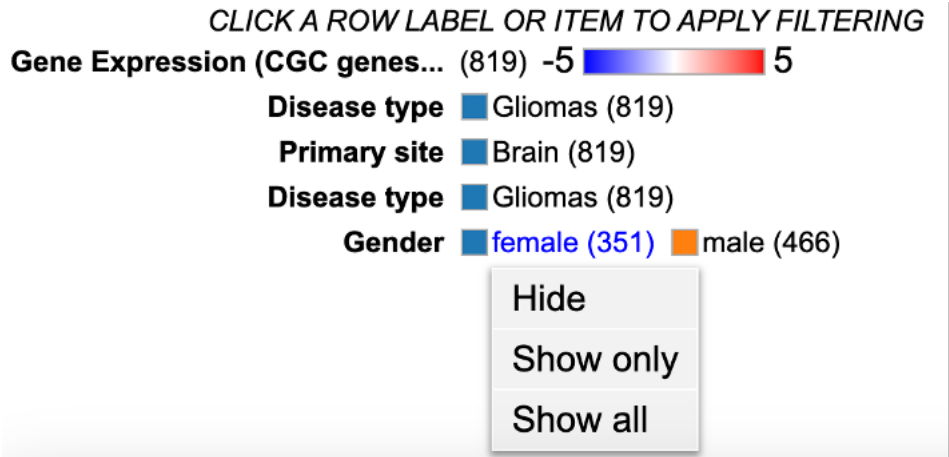 CLICK A ROW LABEL OR ITEM TO APPLY FILTERING
Gene Expression (CGC genes... (819) -5 5
Disease type Gliomas (819)
Primary site Brain (819)
Disease type Gliomas (819)
Gender female (351) male (466)
Hide
Show only
Show all